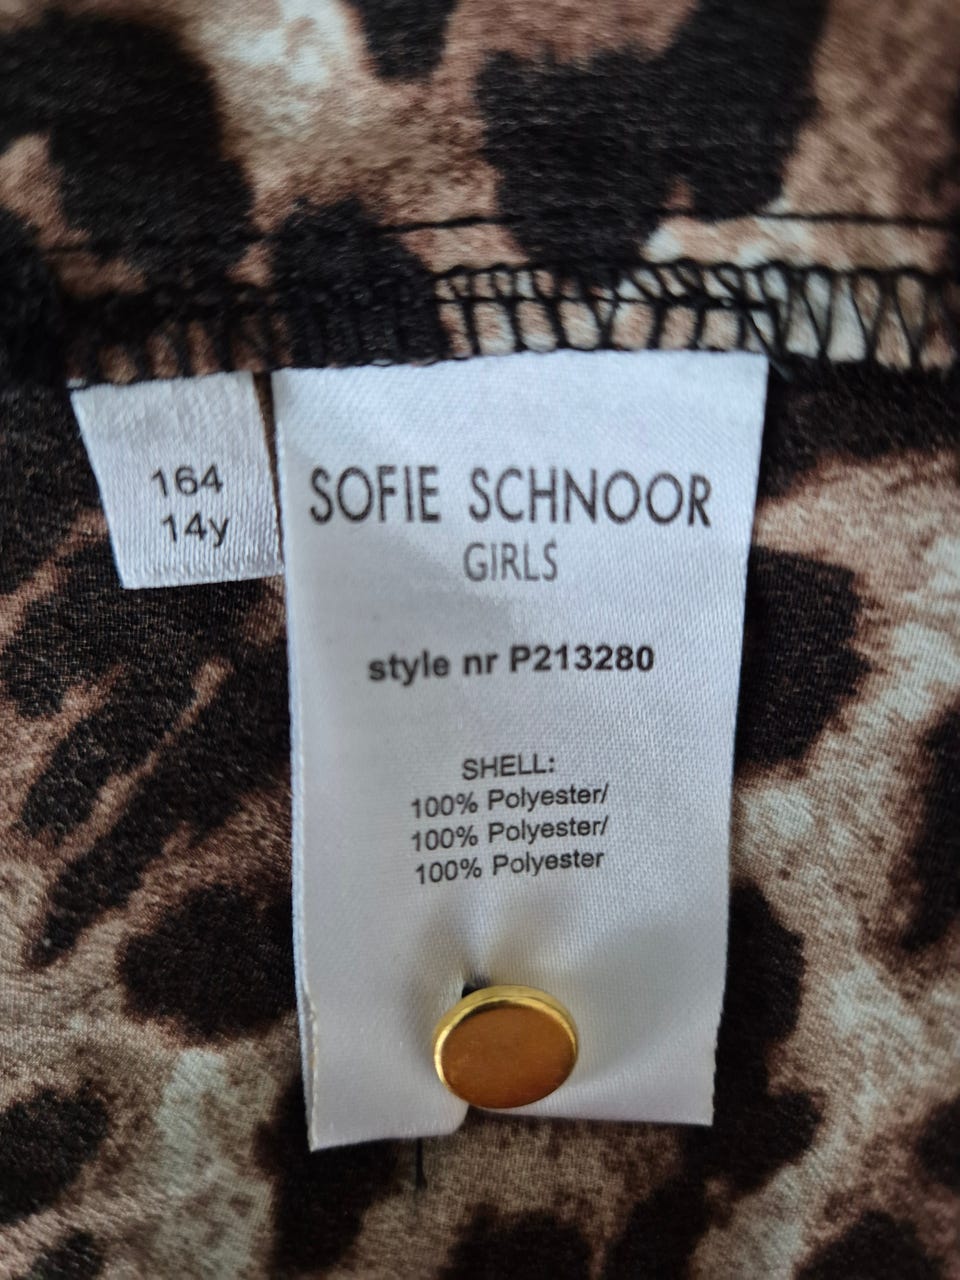 164
14y
SOFIE SCHNOOR
GIRLS
style nr P213280
SHELL:
100% Polyester/
100% Polyester/
100% Polyester